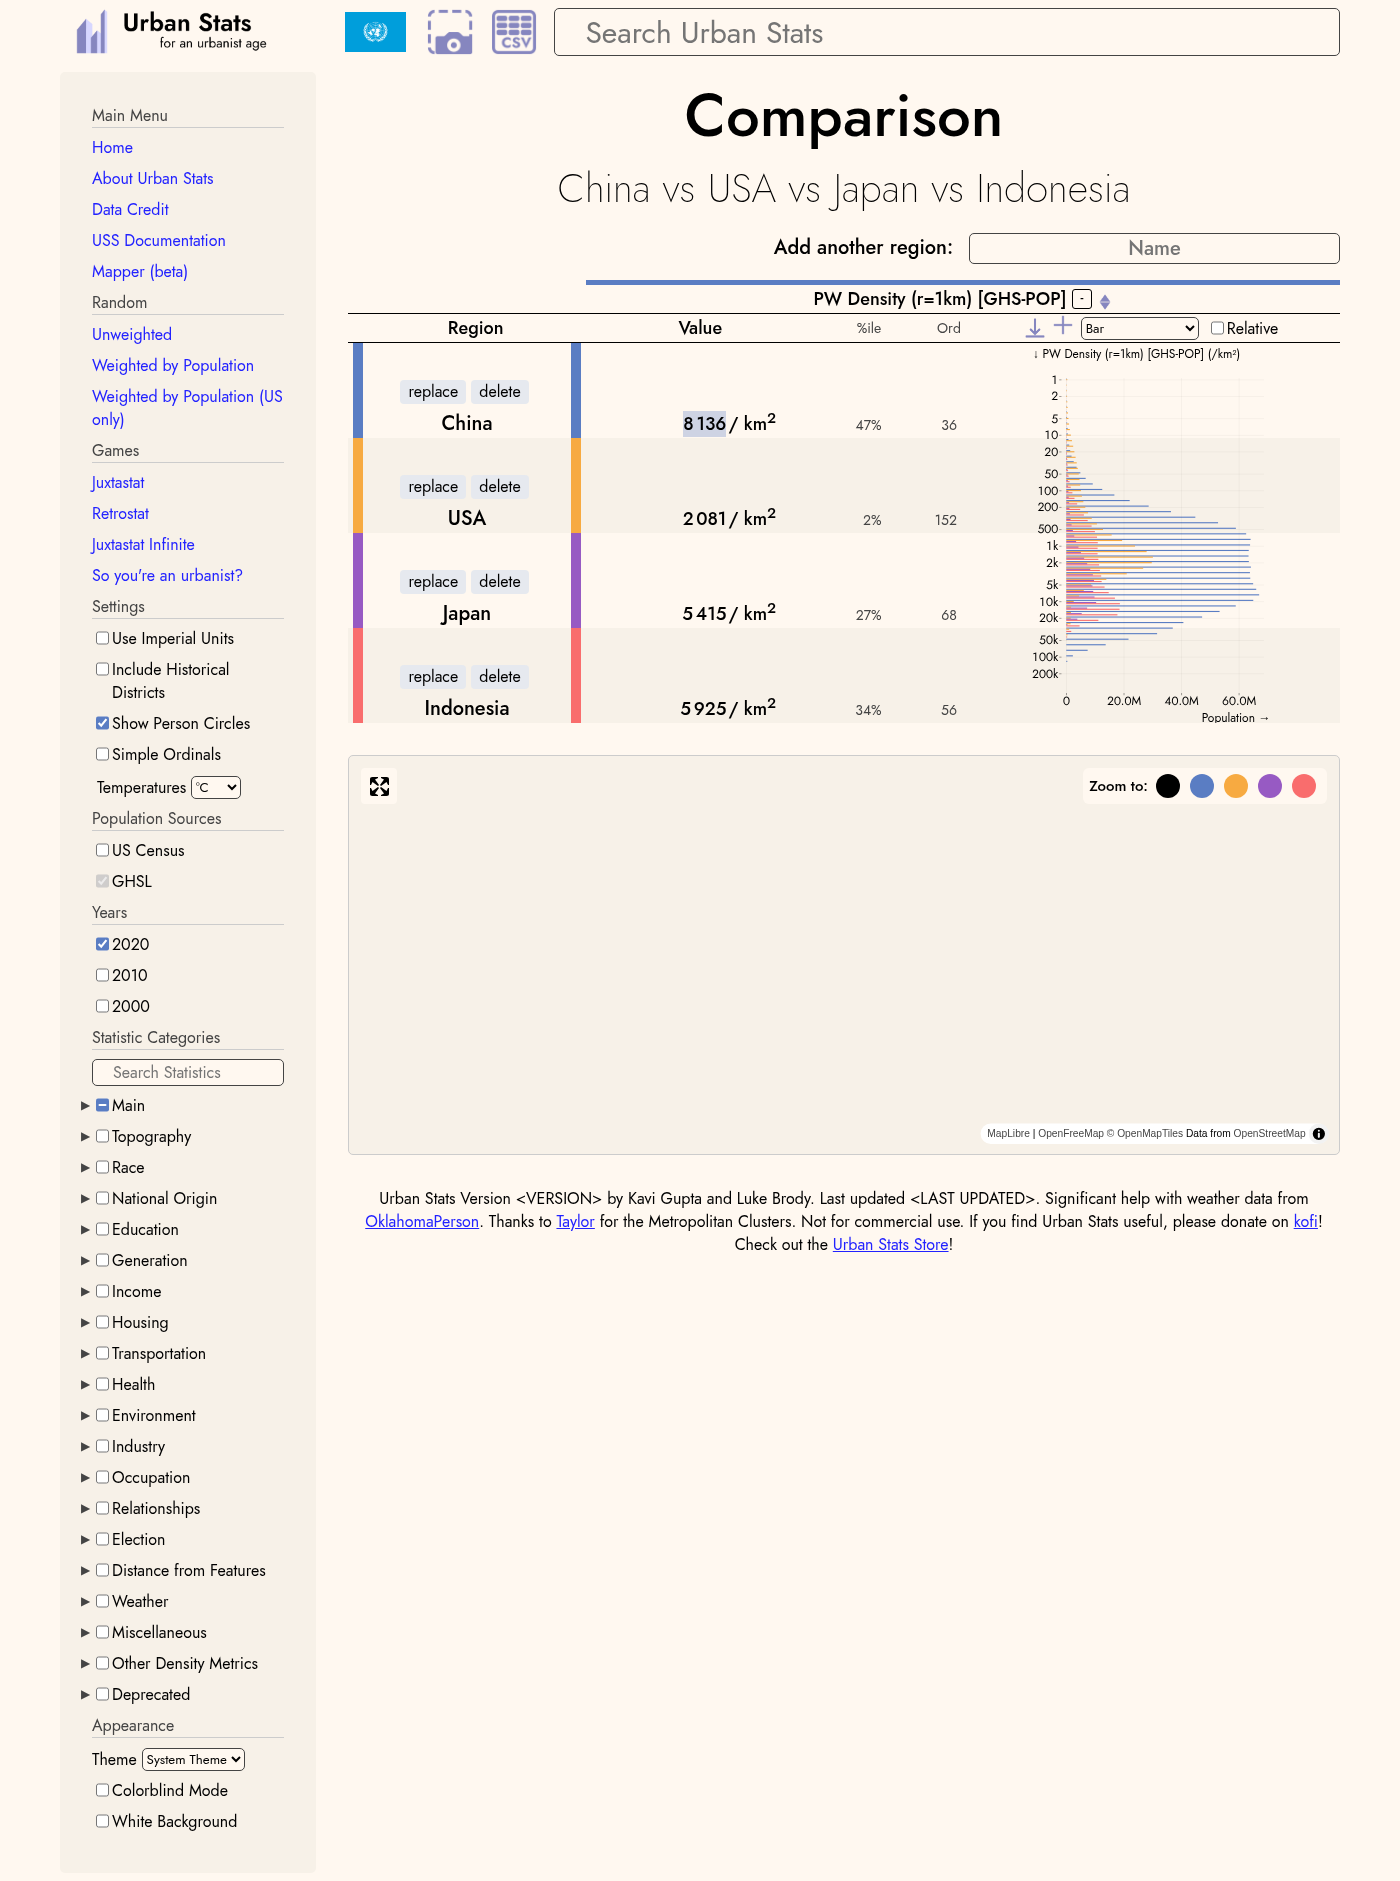 Urban Stats
for an urbanist age
CSV
Search Urban Stats
Main Menu
Home
About Urban Stats
Data Credit
USS Documentation
Mapper (beta)
Random
Unweighted
Weighted by Population
Weighted by Population (US
only)
Games
Juxtastat
Retrostat
Juxtastat Infinite
So you're an urbanist?
Settings
Use Imperial Units
Include Historical
Districts
Show Person Circles
Simple Ordinals
Temperatures °C
Population Sources
US Census
GHSL
Years
2020
2010
2000
Statistic Categories
Search Statistics
Main
Topography
Race
National Origin
Education
Generation
Income
Housing
Transportation
Health
Environment
Industry
Occupation
Relationships
Election
Distance from Features
Weather
Miscellaneous
Other Density Metrics
Deprecated
Appearance
Theme System Theme
Colorblind Mode
White Background
Comparison
China vs USA vs Japan vs Indonesia
Add another region: Name
PW Density (r=1km) [GHS-POP] -
Region Value %ile Ord Bar Relative
replace delete
China 8 136 / km² 47% 36
replace delete
USA 2 081 / km² 2% 152
replace delete
Japan 5 415 / km² 27% 68
replace delete
Indonesia 5 925 / km² 34% 56
↓ PW Density (r=1km) [GHS-POP] (/km²)
1
2
5
10
20
50
100
200
500
1k
2k
5k
10k
20k
50k
100k
200k
0 20.0M 40.0M 60.0M
Population →
Zoom to:
MapLibre | OpenFreeMap © OpenMapTiles Data from OpenStreetMap
Urban Stats Version <VERSION> by Kavi Gupta and Luke Brody. Last updated <LAST UPDATED>. Significant help with weather data from
OklahomaPerson. Thanks to Taylor for the Metropolitan Clusters. Not for commercial use. If you find Urban Stats useful, please donate on kofi!
Check out the Urban Stats Store!